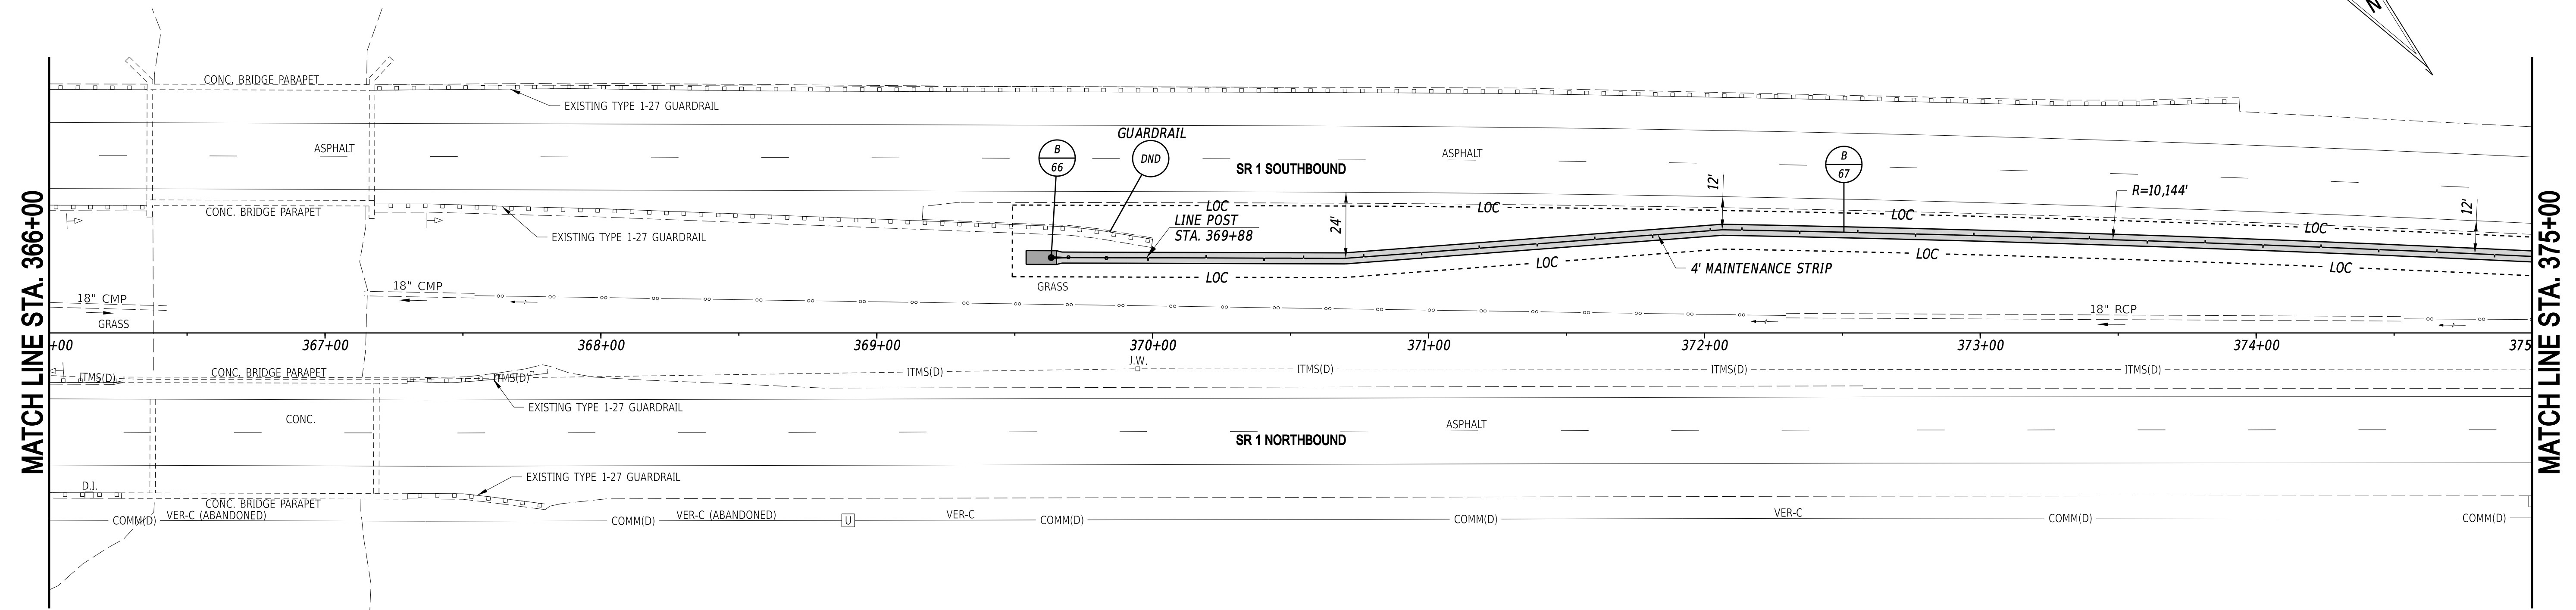 N
MATCH LINE STA. 366+00
MATCH LINE STA. 375+00
CONC. BRIDGE PARAPET
EXISTING TYPE 1-27 GUARDRAIL
ASPHALT
GUARDRAIL
B
66
DND
SR 1 SOUTHBOUND
ASPHALT
B
67
12'
R=10,144'
12'
CONC. BRIDGE PARAPET
EXISTING TYPE 1-27 GUARDRAIL
LOC
LOC
LOC
LOC
LINE POST
STA. 369+88
24'
4' MAINTENANCE STRIP
LOC
LOC
LOC
LOC
GRASS
18" CMP
18" CMP
18" RCP
GRASS
+00
367+00
368+00
369+00
370+00
371+00
372+00
373+00
374+00
375
J.W.
ITMS(D)
CONC. BRIDGE PARAPET
ITMS(D)
ITMS(D)
ITMS(D)
ITMS(D)
ITMS(D)
EXISTING TYPE 1-27 GUARDRAIL
CONC.
ASPHALT
SR 1 NORTHBOUND
EXISTING TYPE 1-27 GUARDRAIL
D.I.
CONC. BRIDGE PARAPET
COMM(D)
VER-C (ABANDONED)
COMM(D)
VER-C (ABANDONED)
U
VER-C
COMM(D)
COMM(D)
VER-C
COMM(D)
COMM(D)